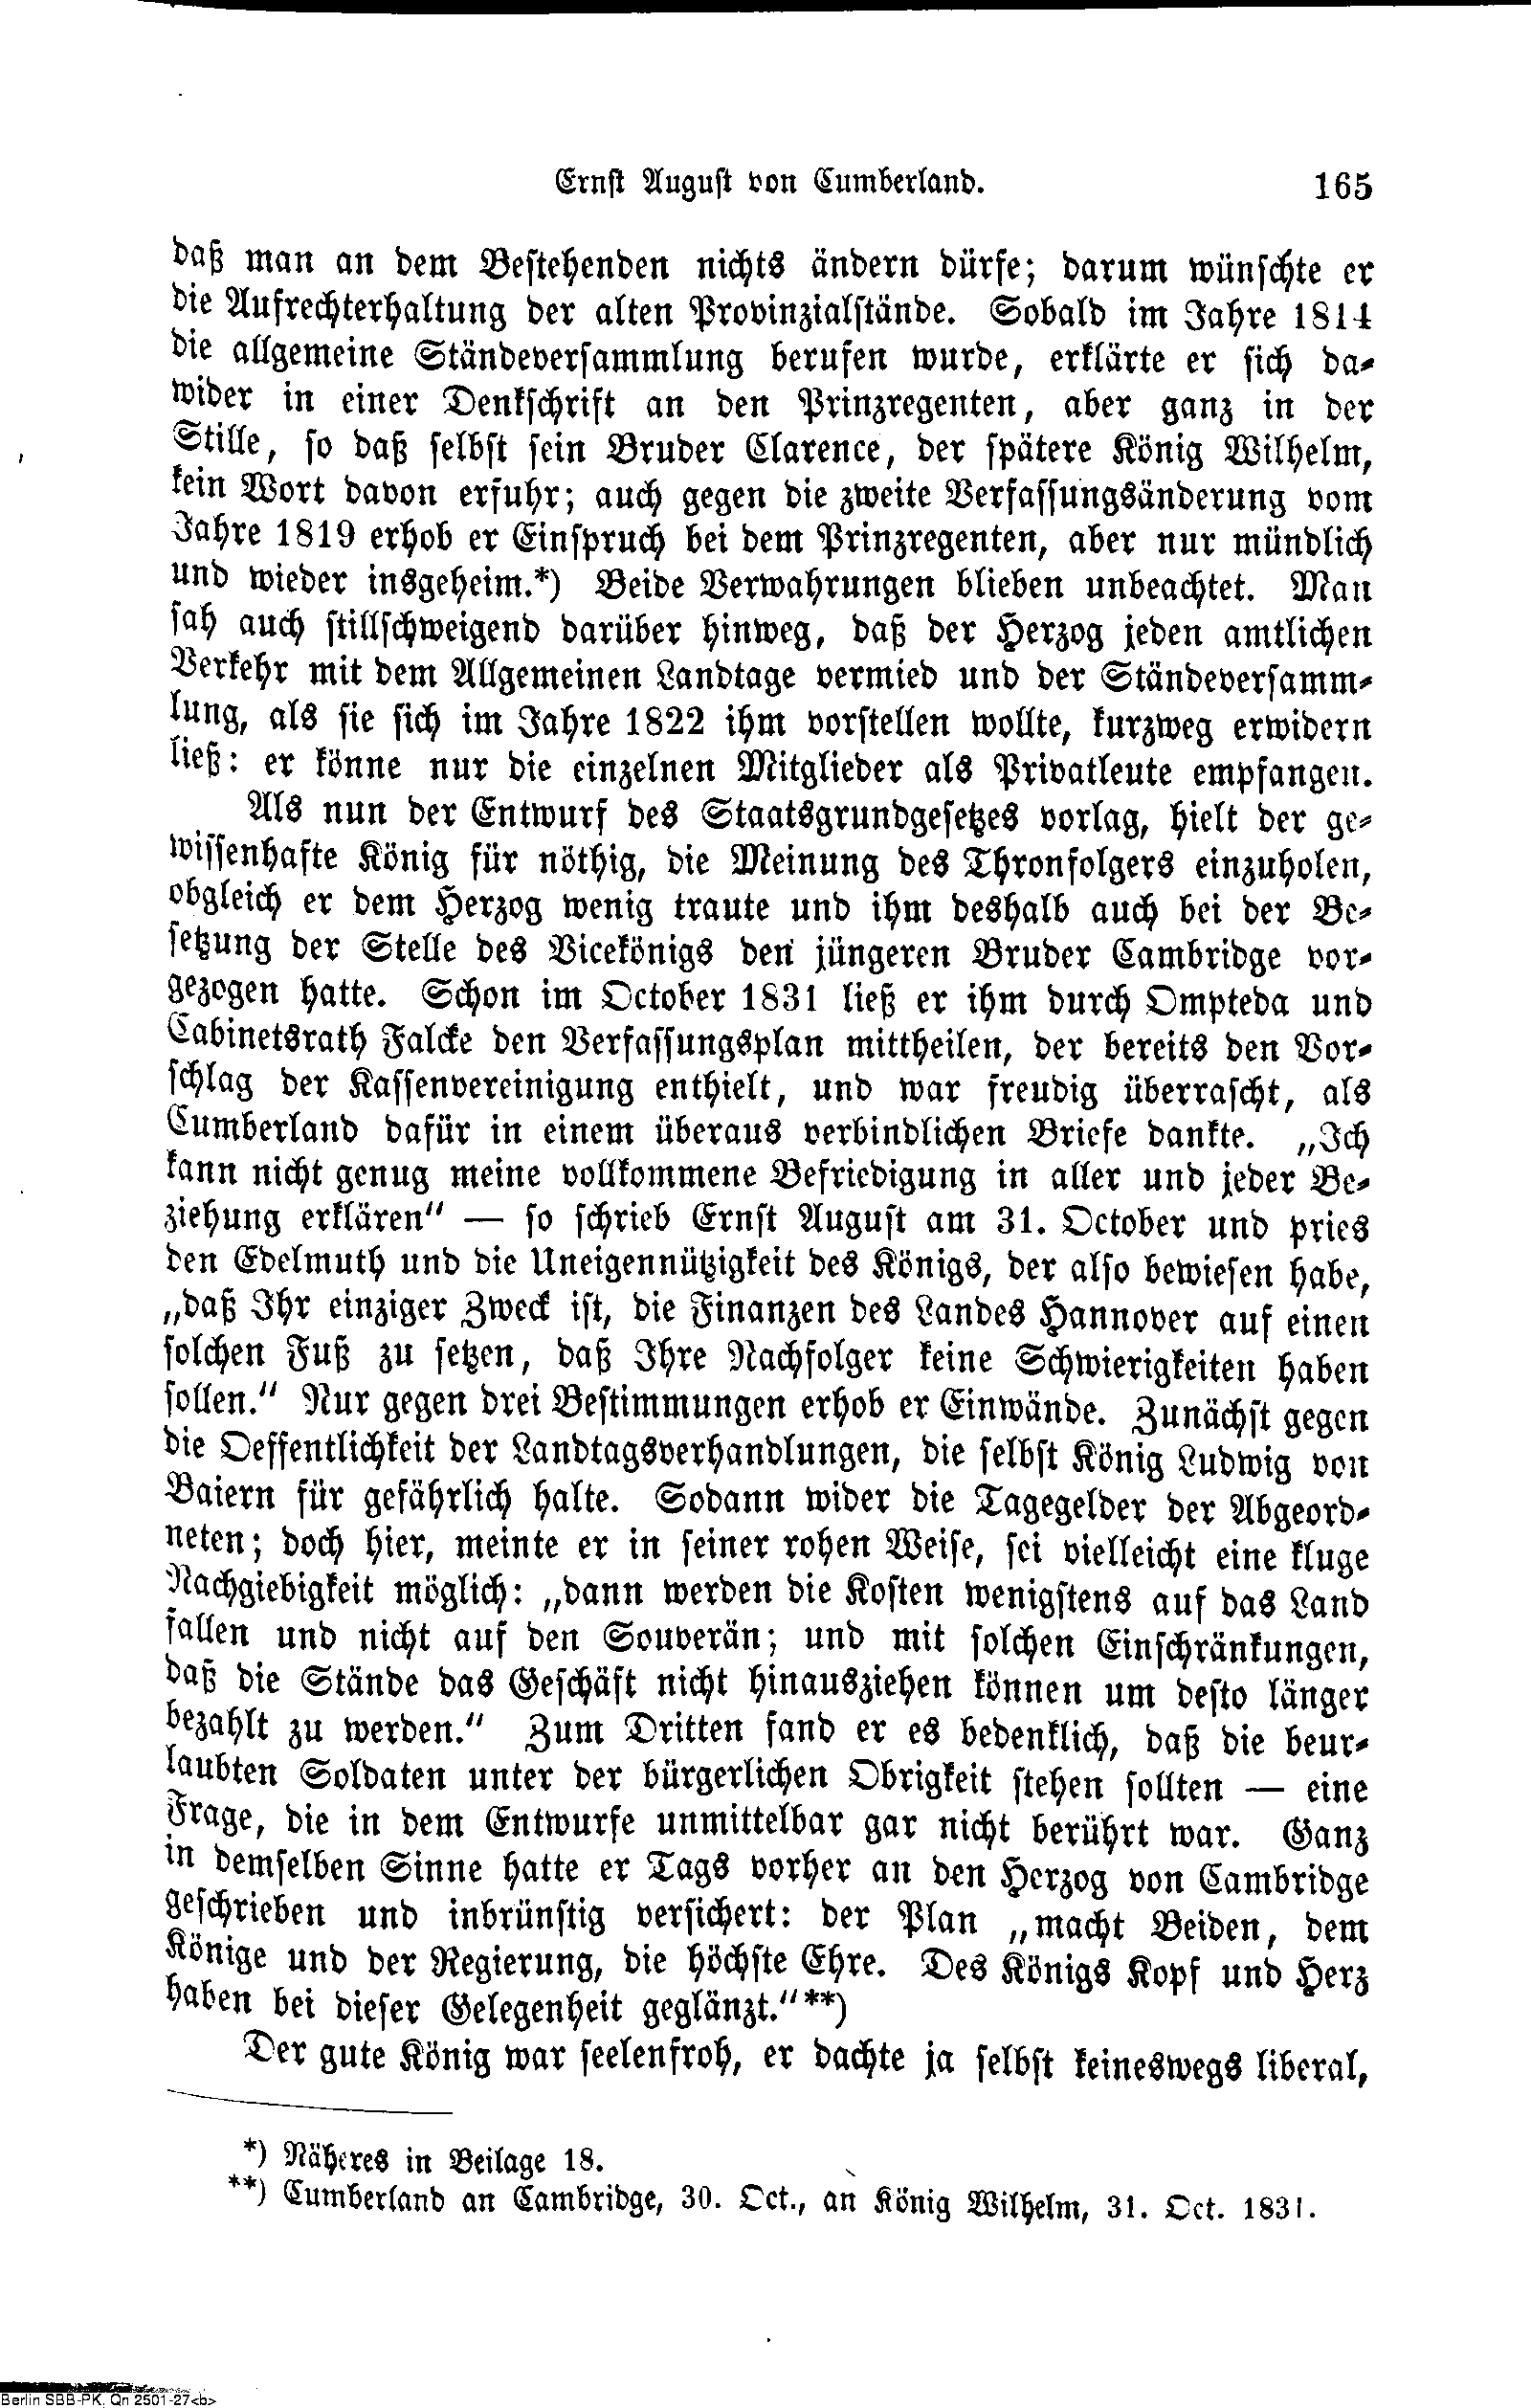 Ernst August von Cumberland. 165
daß man an dem Bestehenden nichts ändern dürfe; darum wünschte er
die Aufrechterhaltung der alten Provinzialstände. Sobald im Jahre 1814
die allgemeine Ständeversammlung berufen wurde, erklärte er sich da-
wider in einer Denkschrift an den Prinzregenten, aber ganz in der
Stille, so daß selbst sein Bruder Clarence, der spätere König Wilhelm,
kein Wort davon erfuhr; auch gegen die zweite Verfassungsänderung vom
Jahre 1819 erhob er Einspruch bei dem Prinzregenten, aber nur mündlich
und wieder insgeheim.*) Beide Verwahrungen blieben unbeachtet. Man
sah auch stillschweigend darüber hinweg, daß der Herzog jeden amtlichen
Verkehr mit dem Allgemeinen Landtage vermied und der Ständeversamm-
lung, als sie sich im Jahre 1822 ihm vorstellen wollte, kurzweg erwidern
ließ: er könne nur die einzelnen Mitglieder als Privatleute empfangen.
Als nun der Entwurf des Staatsgrundgesetzes vorlag, hielt der ge-
wissenhafte König für nöthig, die Meinung des Thronfolgers einzuholen,
obgleich er dem Herzog wenig traute und ihm deshalb auch bei der Be-
setzung der Stelle des Vicekönigs den jüngeren Bruder Cambridge vor-
gezogen hatte. Schon im October 1831 ließ er ihm durch Ompteda und
Cabinetsrath Falcke den Verfassungsplan mittheilen, der bereits den Vor-
schlag der Kassenvereinigung enthielt, und war freudig überrascht, als
Cumberland dafür in einem überaus verbindlichen Briefe dankte. „Ich
kann nicht genug meine vollkommene Befriedigung in aller und jeder Be-
ziehung erklären“ — so schrieb Ernst August am 31. October und pries
den Edelmuth und die Uneigennützigkeit des Königs, der also bewiesen habe,
„daß Ihr einziger Zweck ist, die Finanzen des Landes Hannover auf einen
solchen Fuß zu setzen, daß Ihre Nachfolger keine Schwierigkeiten haben
sollen.“ Nur gegen drei Bestimmungen erhob er Einwände. Zunächst gegen
die Oeffentlichkeit der Landtagsverhandlungen, die selbst König Ludwig von
Baiern für gefährlich halte. Sodann wider die Tagegelder der Abgeord-
neten; doch hier, meinte er in seiner rohen Weise, sei vielleicht eine kluge
Nachgiebigkeit möglich: „dann werden die Kosten wenigstens auf das Land
fallen und nicht auf den Souverän; und mit solchen Einschränkungen,
daß die Stände das Geschäft nicht hinausziehen können um desto länger
bezahlt zu werden.“ Zum Dritten fand er es bedenklich, daß die beur-
laubten Soldaten unter der bürgerlichen Obrigkeit stehen sollten — eine
Frage, die in dem Entwurfe unmittelbar gar nicht berührt war. Ganz
in demselben Sinne hatte er Tags vorher an den Herzog von Cambridge
geschrieben und inbrünstig versichert: der Plan „macht Beiden, dem
Könige und der Regierung, die höchste Ehre. Des Königs Kopf und Herz
haben bei dieser Gelegenheit geglänzt.“**)
Der gute König war seelenfroh, er dachte ja selbst keineswegs liberal,
*) Näheres in Beilage 18.
**) Cumberland an Cambridge, 30. Oct., an König Wilhelm, 31. Oct. 1831.
Berlin SBB-PK, Qn 2501-27<b>